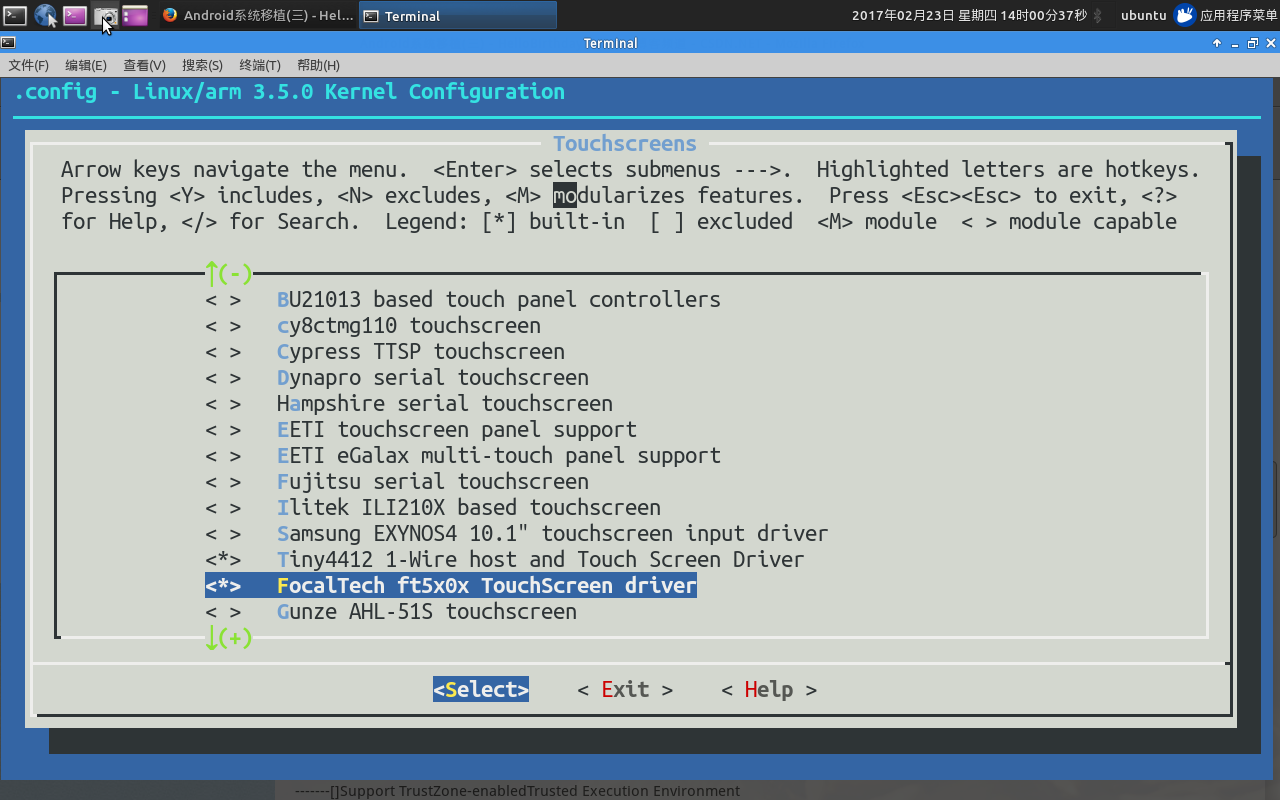 Android系统移植(三) - Hel...
Terminal
2017年02月23日 星期四 14时00分37秒
ubuntu
应用程序菜单
Terminal
文件(F) 编辑(E) 查看(V) 搜索(S) 终端(T) 帮助(H)
.config - Linux/arm 3.5.0 Kernel Configuration
Touchscreens
Arrow keys navigate the menu.  <Enter> selects submenus --->.  Highlighted letters are hotkeys.
Pressing <Y> includes, <N> excludes, <M> modularizes features.  Press <Esc><Esc> to exit, <?>
for Help, </> for Search.  Legend: [*] built-in  [ ] excluded  <M> module  < > module capable
↑(-)
< >   BU21013 based touch panel controllers
< >   cy8ctmg110 touchscreen
< >   Cypress TTSP touchscreen
< >   Dynapro serial touchscreen
< >   Hampshire serial touchscreen
< >   EETI touchscreen panel support
< >   EETI eGalax multi-touch panel support
< >   Fujitsu serial touchscreen
< >   Ilitek ILI210X based touchscreen
< >   Samsung EXYNOS4 10.1" touchscreen input driver
<*>   Tiny4412 1-Wire host and Touch Screen Driver
<*>   FocalTech ft5x0x TouchScreen driver
< >   Gunze AHL-51S touchscreen
↓(+)
<Select>    < Exit >    < Help >
-------[]Support TrustZone-enabledTrusted Execution Environment